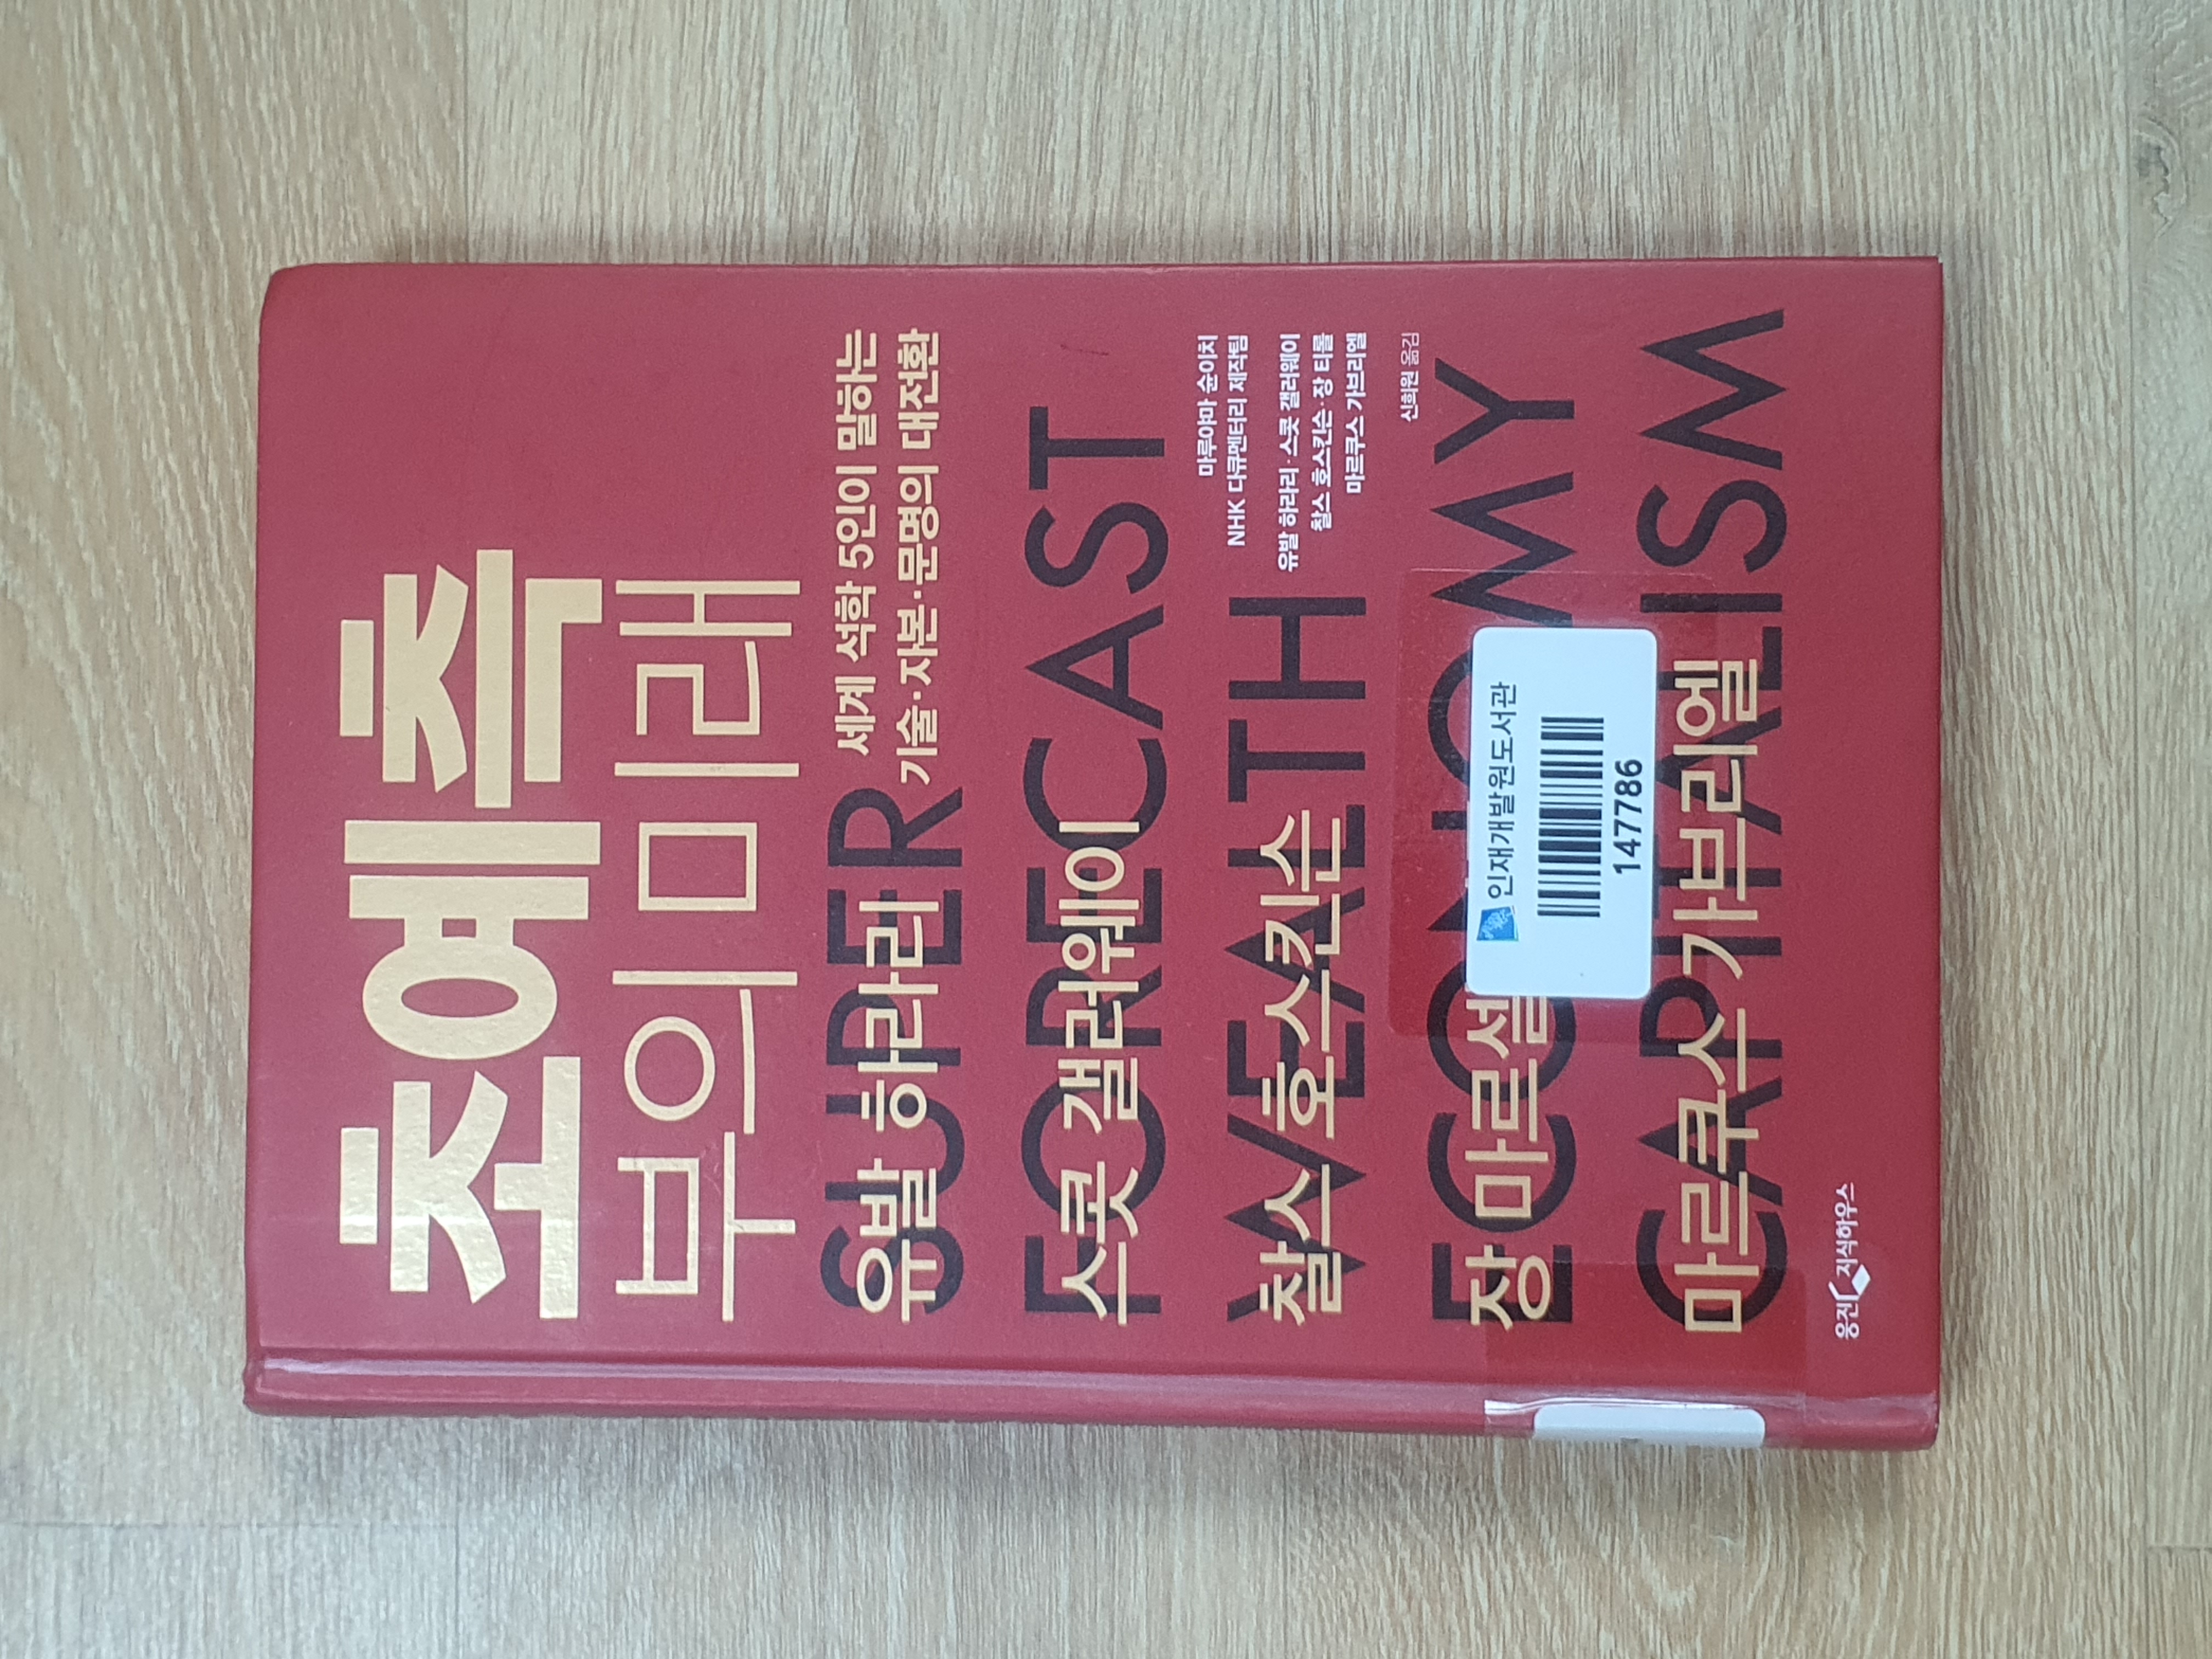 초예측
부의 미래
세계 석학 5인이 말하는
기술·자본·문명의 대전환
SUPER
유발 하라리
FORECAST
스콧 갤러웨이
마루야마 슌이치
NHK 다큐멘터리 제작팀
유발 하라리·스콧 갤러웨이
찰스 호스킨슨·장 티롤
마르쿠스 가브리엘
신희원 옮김
WEALTH
찰스 호스킨슨
장 마르셀
인재개발원도서관
147786
CAPITALISM
마르쿠스 가브리엘
웅진 지식하우스